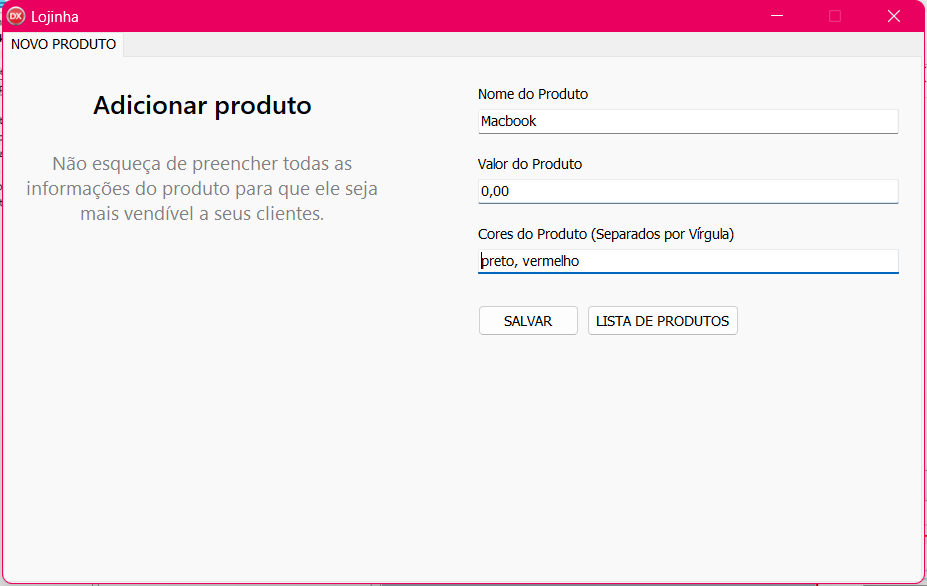 DX Lojinha
NOVO PRODUTO
Adicionar produto
Não esqueça de preencher todas as
informações do produto para que ele seja
mais vendível a seus clientes.
Nome do Produto
Macbook
Valor do Produto
0,00
Cores do Produto (Separados por Vírgula)
preto, vermelho
SALVAR
LISTA DE PRODUTOS